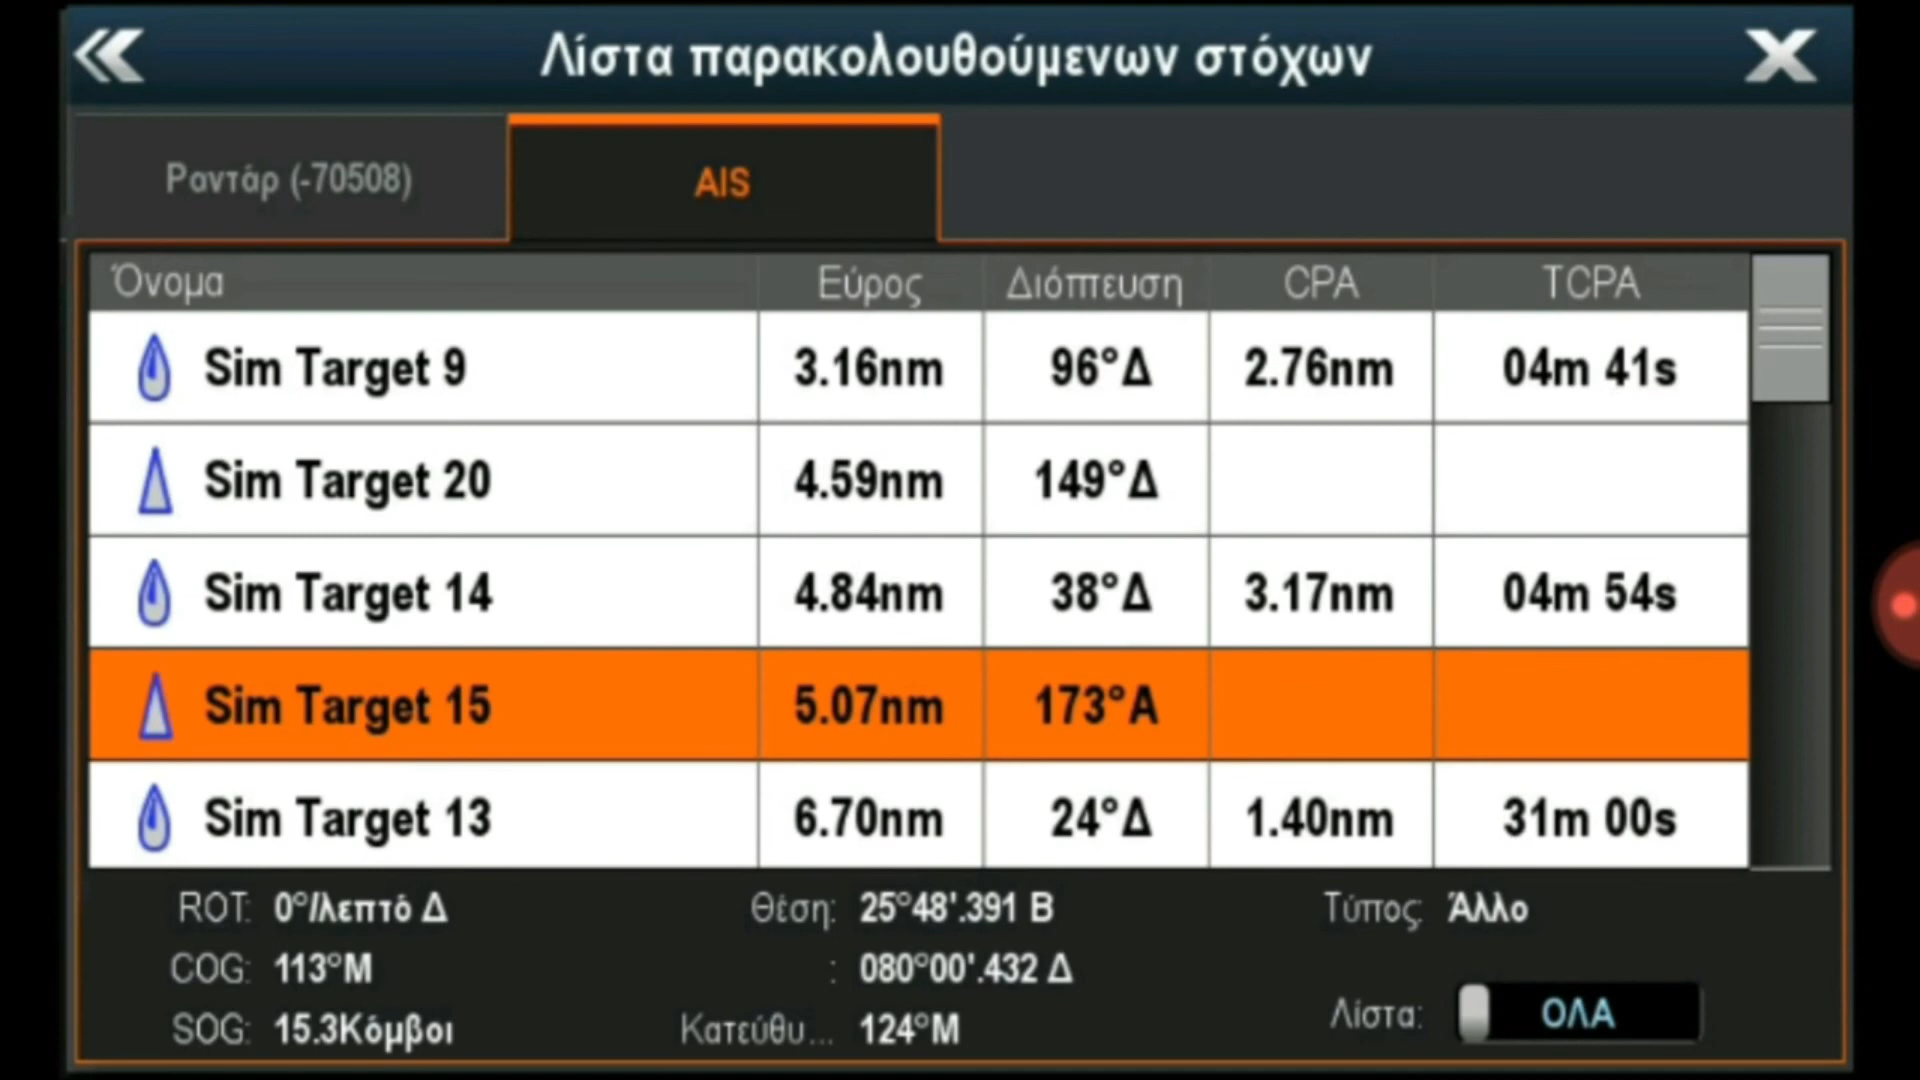 Λίστα παρακολουθούμενων στόχων
Ραντάρ (-70508) AIS
Όνομα Εύρος Διόπτευση CPA TCPA
Sim Target 9 3.16nm 96°Δ 2.76nm 04m 41s
Sim Target 20 4.59nm 149°Δ
Sim Target 14 4.84nm 38°Δ 3.17nm 04m 54s
Sim Target 15 5.07nm 173°Α
Sim Target 13 6.70nm 24°Δ 1.40nm 31m 00s
ROT: 0°/λεπτό Δ Θέση: 25°48'.391 Β Τύπος: Άλλο
COG: 113°M : 080°00'.432 Δ
SOG: 15.3Κόμβοι Κατεύθυ... 124°M Λίστα: ΟΛΑ